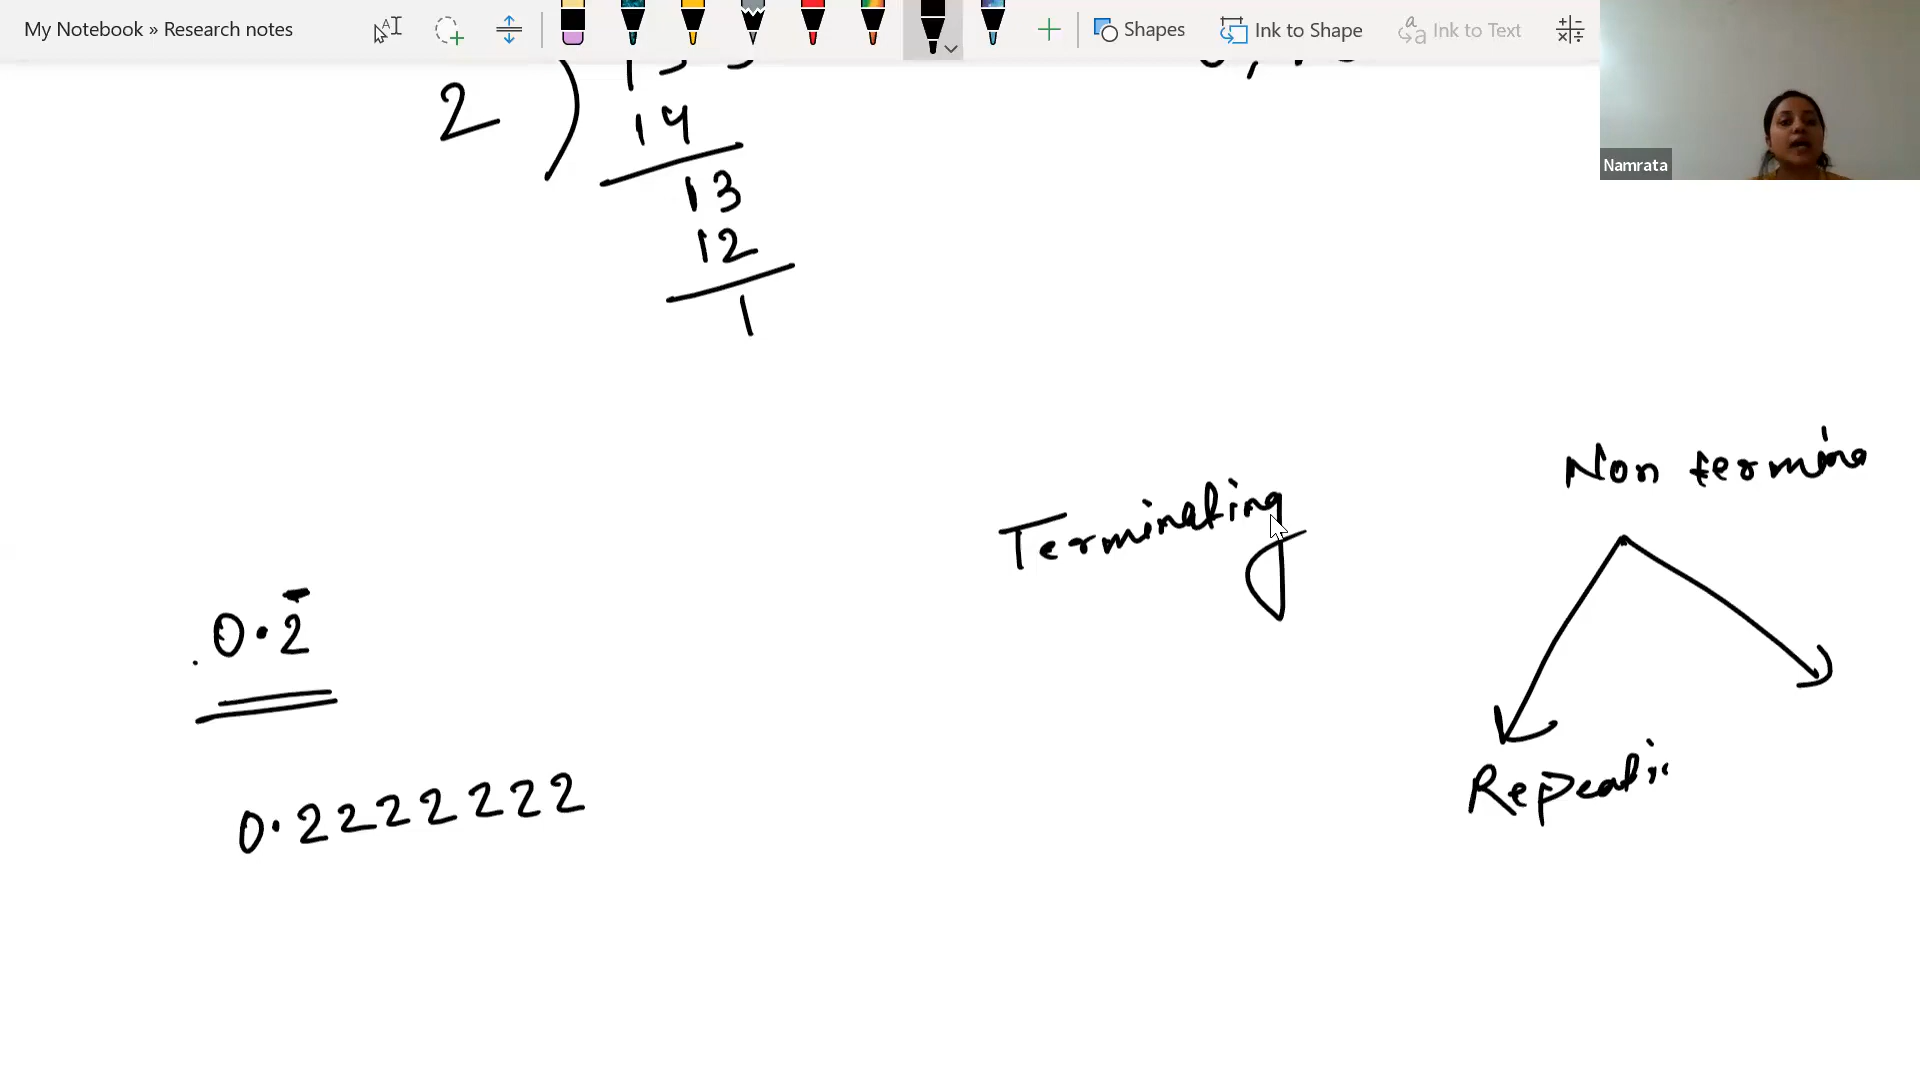 My Notebook » Research notes
Shapes
Ink to Shape
Ink to Text
Namrata
2
14
13
12
1
Non termina
Terminating
0.2̄
Repeati
0.2222222